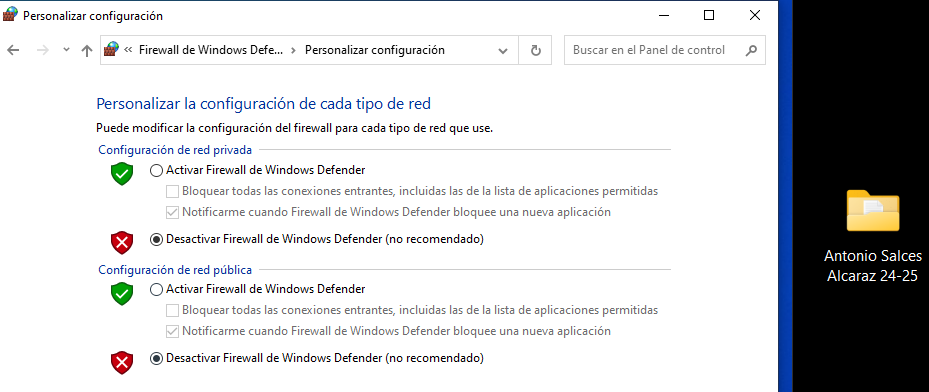 Personalizar configuración
« Firewall de Windows Defe... › Personalizar configuración
Buscar en el Panel de control
Personalizar la configuración de cada tipo de red
Puede modificar la configuración del firewall para cada tipo de red que use.
Configuración de red privada
Activar Firewall de Windows Defender
Bloquear todas las conexiones entrantes, incluidas las de la lista de aplicaciones permitidas
Notificarme cuando Firewall de Windows Defender bloquee una nueva aplicación
Desactivar Firewall de Windows Defender (no recomendado)
Configuración de red pública
Activar Firewall de Windows Defender
Bloquear todas las conexiones entrantes, incluidas las de la lista de aplicaciones permitidas
Notificarme cuando Firewall de Windows Defender bloquee una nueva aplicación
Desactivar Firewall de Windows Defender (no recomendado)
Antonio Salces
Alcaraz 24-25